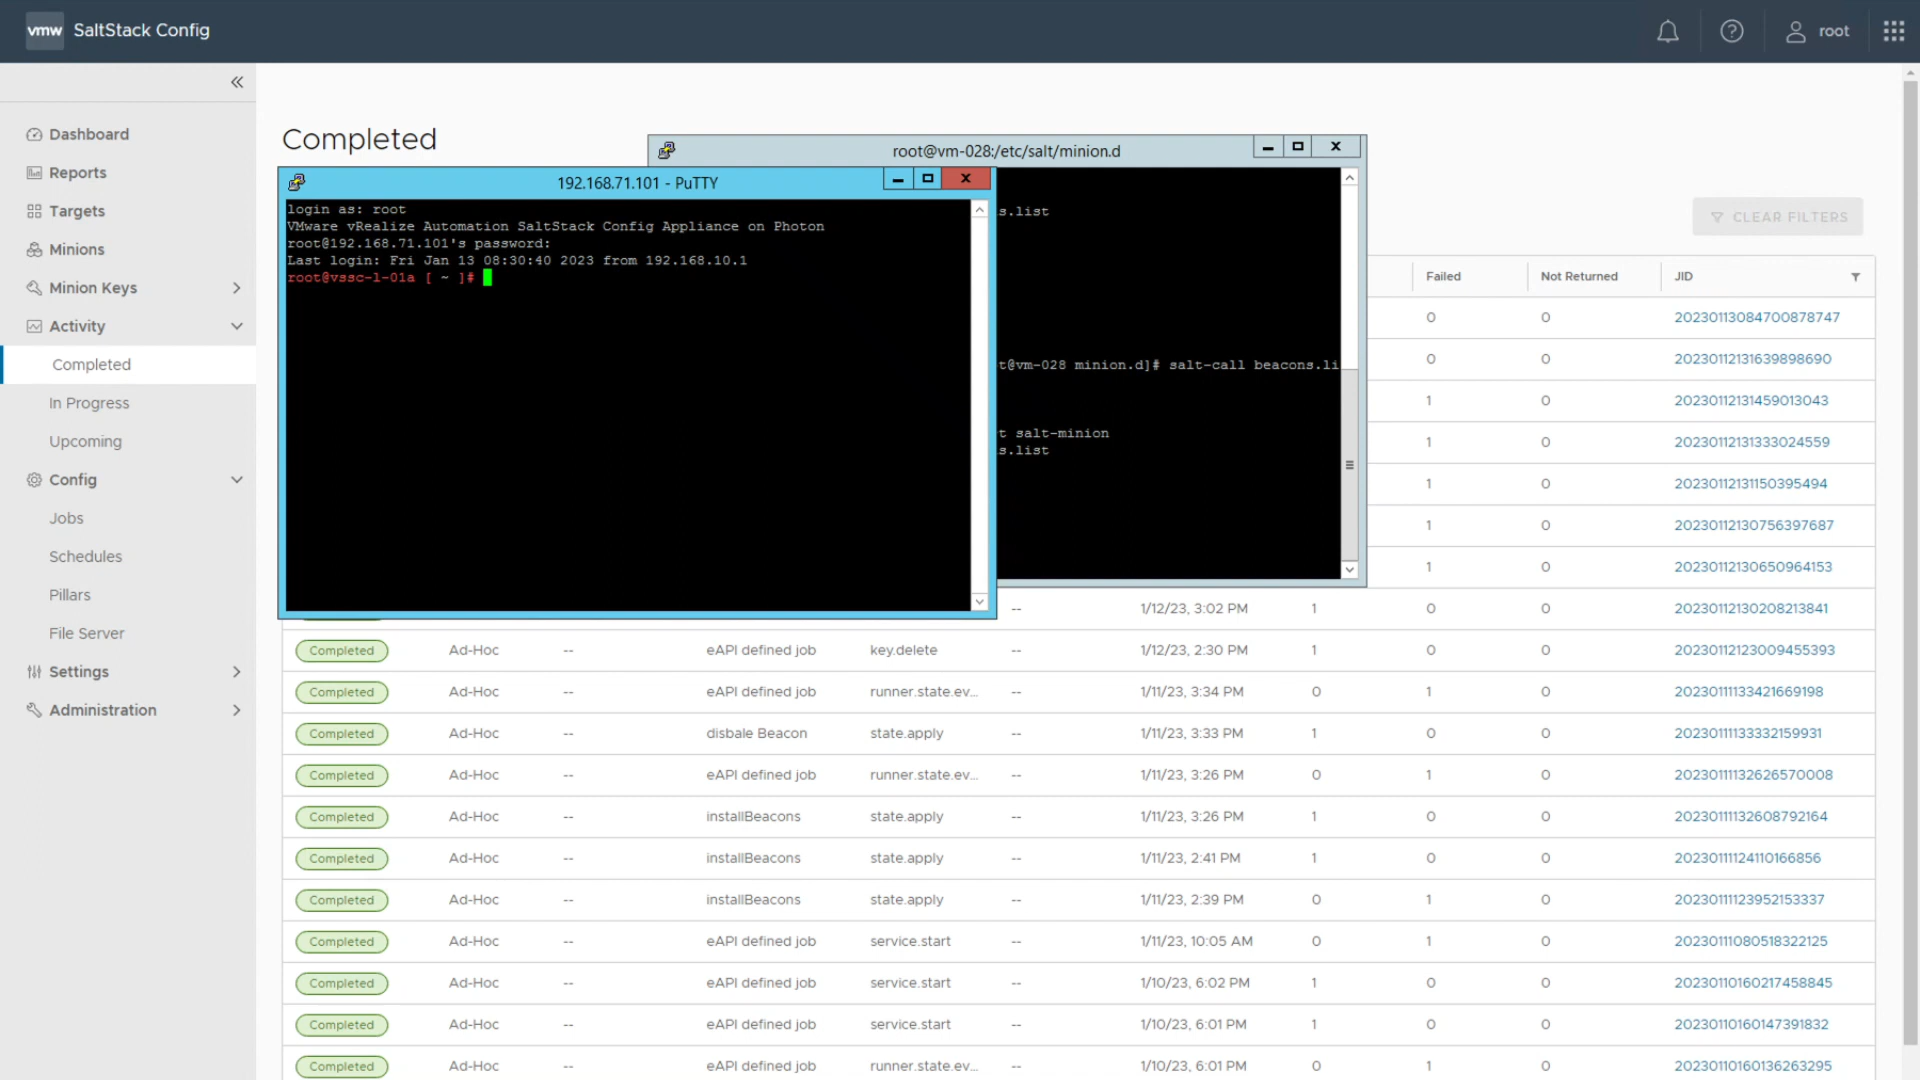 vmw SaltStack Config
root
Dashboard
Reports
Targets
Minions
Minion Keys
Activity
Completed
In Progress
Upcoming
Config
Jobs
Schedules
Pillars
File Server
Settings
Administration
Completed
CLEAR FILTERS
root@vm-028:/etc/salt/minion.d
s.list
t@vm-028 minion.d]# salt-call beacons.li
t salt-minion
s.list
192.168.71.101 - PuTTY
login as: root
VMware vRealize Automation SaltStack Config Appliance on Photon
root@192.168.71.101's password:
Last login: Fri Jan 13 08:30:40 2023 from 192.168.10.1
root@vssc-l-01a [ ~ ]#
Failed Not Returned JID
0 0 20230113084700878747
0 0 20230112131639898690
1 0 20230112131459013043
1 0 20230112131333024559
1 0 20230112131150395494
1 0 20230112130756397687
1 0 20230112130650964153
-- 1/12/23, 3:02 PM 1 0 0 20230112130208213841
Completed Ad-Hoc -- eAPI defined job key.delete -- 1/12/23, 2:30 PM 1 0 0 20230112123009455393
Completed Ad-Hoc -- eAPI defined job runner.state.ev... -- 1/11/23, 3:34 PM 0 1 0 20230111133421669198
Completed Ad-Hoc -- disbale Beacon state.apply -- 1/11/23, 3:33 PM 1 0 0 20230111133332159931
Completed Ad-Hoc -- eAPI defined job runner.state.ev... -- 1/11/23, 3:26 PM 0 1 0 20230111132626570008
Completed Ad-Hoc -- installBeacons state.apply -- 1/11/23, 3:26 PM 1 0 0 20230111132608792164
Completed Ad-Hoc -- installBeacons state.apply -- 1/11/23, 2:41 PM 1 0 0 20230111124110166856
Completed Ad-Hoc -- installBeacons state.apply -- 1/11/23, 2:39 PM 0 1 0 20230111123952153337
Completed Ad-Hoc -- eAPI defined job service.start -- 1/11/23, 10:05 AM 0 1 0 20230111080518322125
Completed Ad-Hoc -- eAPI defined job service.start -- 1/10/23, 6:02 PM 1 0 0 20230110160217458845
Completed Ad-Hoc -- eAPI defined job service.start -- 1/10/23, 6:01 PM 1 0 0 20230110160147391832
Completed Ad-Hoc -- eAPI defined job runner.state.ev... -- 1/10/23, 6:01 PM 0 1 0 20230110160136263295